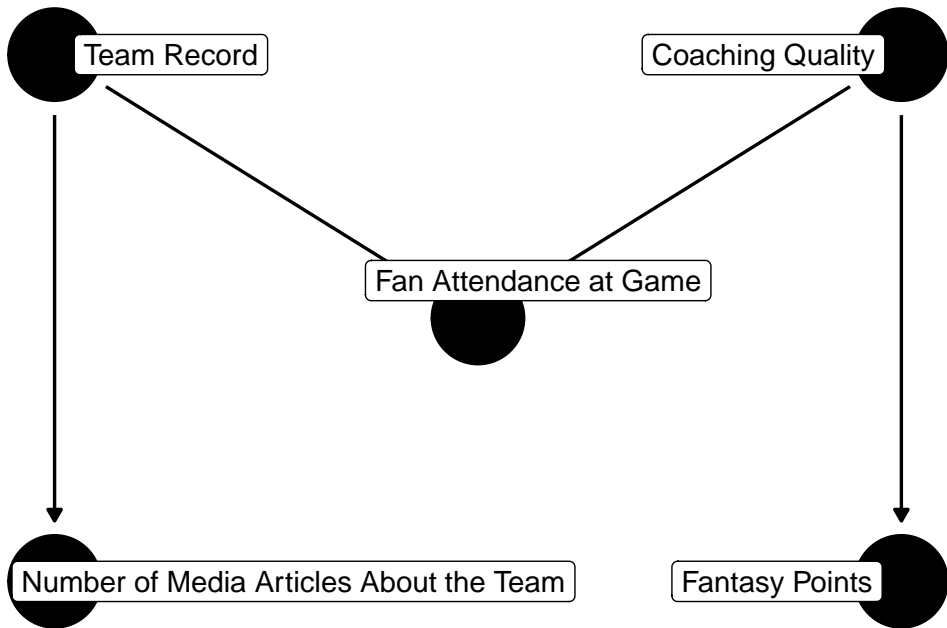 Team Record
Coaching Quality
Fan Attendance at Game
Number of Media Articles About the Team
Fantasy Points